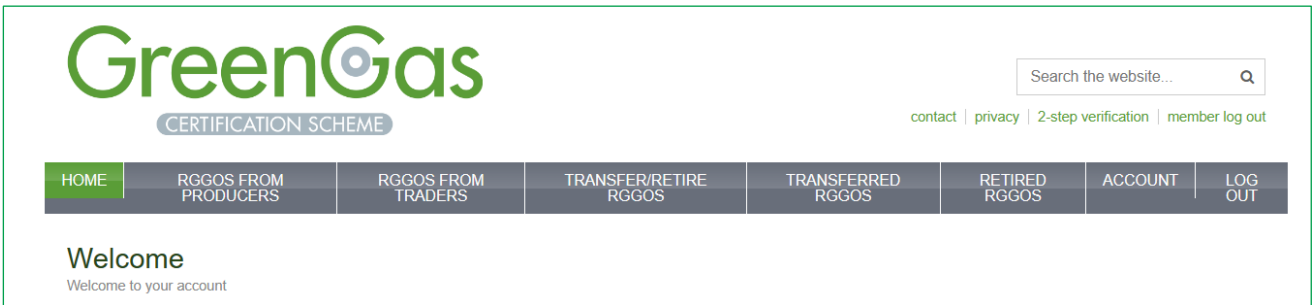 GreenGas
CERTIFICATION SCHEME
Search the website...
contact | privacy | 2-step verification | member log out
HOME
RGGOS FROM
PRODUCERS
RGGOS FROM
TRADERS
TRANSFER/RETIRE
RGGOS
TRANSFERRED
RGGOS
RETIRED
RGGOS
ACCOUNT
LOG
OUT
Welcome
Welcome to your account